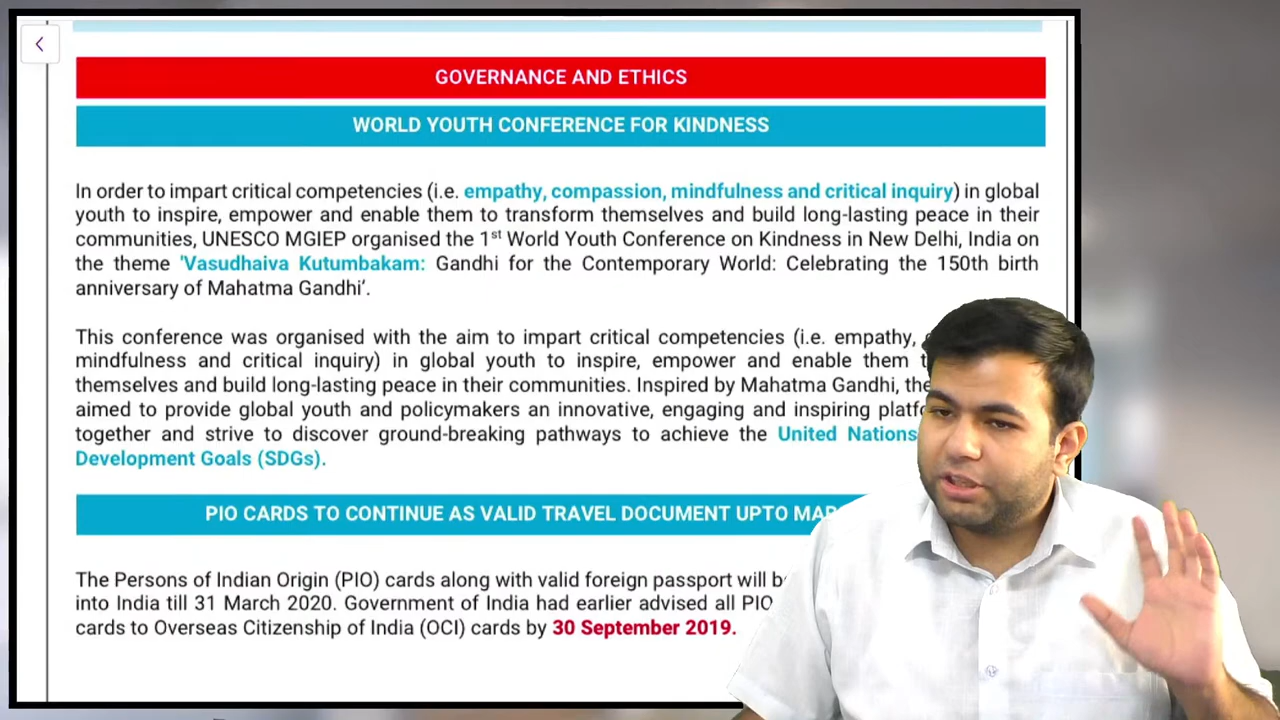 GOVERNANCE AND ETHICS
WORLD YOUTH CONFERENCE FOR KINDNESS
In order to impart critical competencies (i.e. empathy, compassion, mindfulness and critical inquiry) in global
youth to inspire, empower and enable them to transform themselves and build long-lasting peace in their
communities, UNESCO MGIEP organised the 1st World Youth Conference on Kindness in New Delhi, India on
the theme 'Vasudhaiva Kutumbakam: Gandhi for the Contemporary World: Celebrating the 150th birth
anniversary of Mahatma Gandhi'.
This conference was organised with the aim to impart critical competencies (i.e. empathy,
mindfulness and critical inquiry) in global youth to inspire, empower and enable them
themselves and build long-lasting peace in their communities. Inspired by Mahatma Gandhi, the
aimed to provide global youth and policymakers an innovative, engaging and inspiring
together and strive to discover ground-breaking pathways to achieve the United Nations
Development Goals (SDGs).
PIO CARDS TO CONTINUE AS VALID TRAVEL DOCUMENT UPTO
The Persons of Indian Origin (PIO) cards along with valid foreign passport will
into India till 31 March 2020. Government of India had earlier advised all PIO
cards to Overseas Citizenship of India (OCI) cards by 30 September 2019.